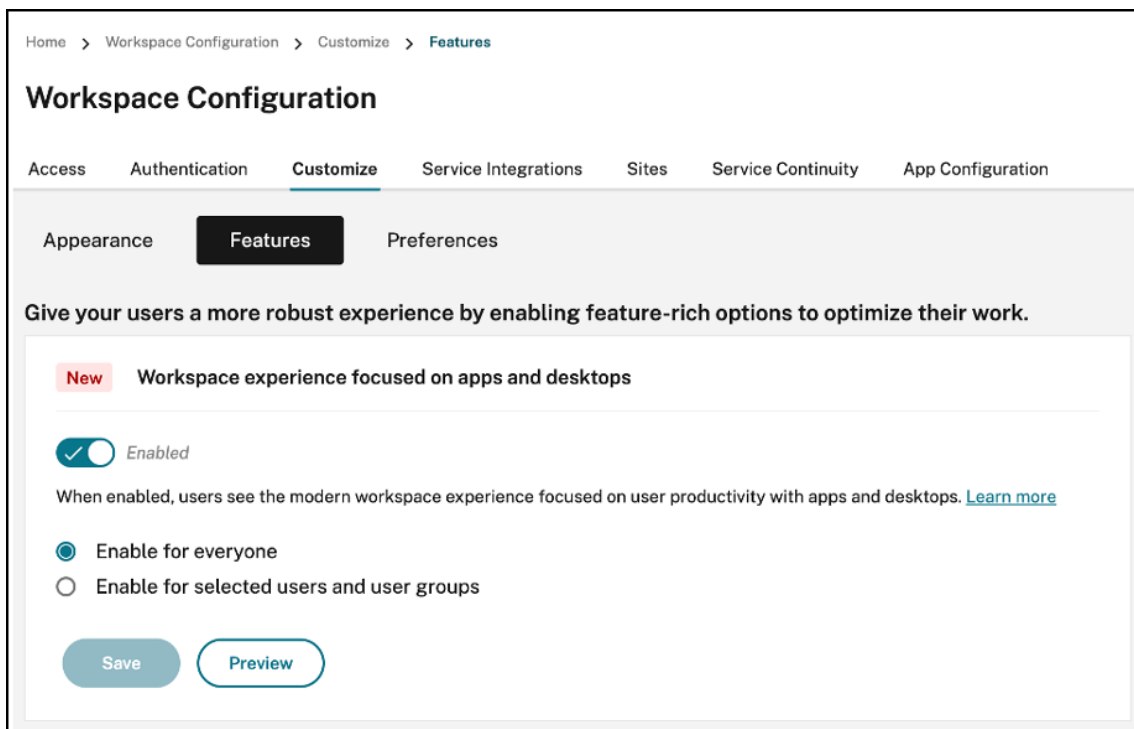 Home > Workspace Configuration > Customize > Features
Workspace Configuration
Access Authentication Customize Service Integrations Sites Service Continuity App Configuration
Appearance Features Preferences
Give your users a more robust experience by enabling feature-rich options to optimize their work.
New Workspace experience focused on apps and desktops
Enabled
When enabled, users see the modern workspace experience focused on user productivity with apps and desktops. Learn more
Enable for everyone
Enable for selected users and user groups
Save Preview